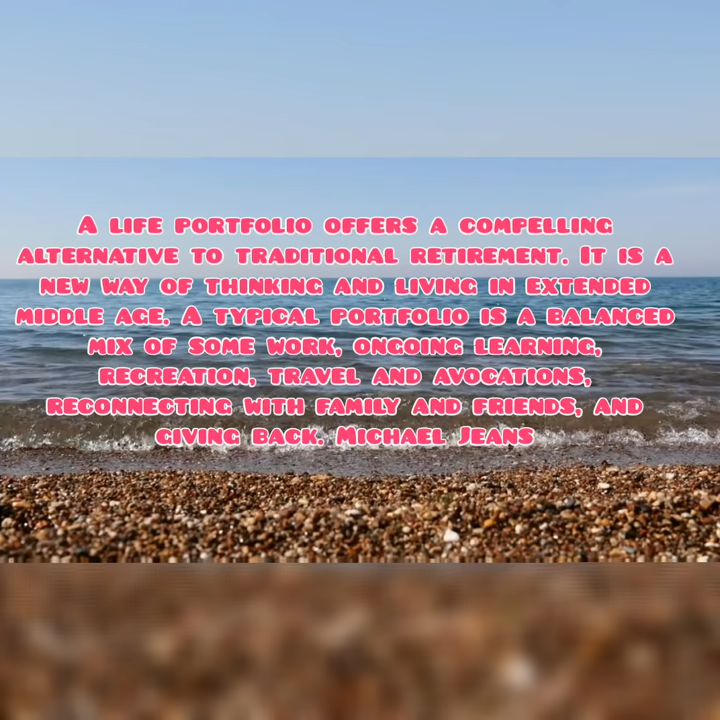 A LIFE PORTFOLIO OFFERS A COMPELLING
ALTERNATIVE TO TRADITIONAL RETIREMENT. IT IS A
NEW WAY OF THINKING AND LIVING IN EXTENDED
MIDDLE AGE. A TYPICAL PORTFOLIO IS A BALANCED
MIX OF SOME WORK, ONGOING LEARNING,
RECREATION, TRAVEL AND AVOCATIONS,
RECONNECTING WITH FAMILY AND FRIENDS, AND
GIVING BACK. MICHAEL JEANS